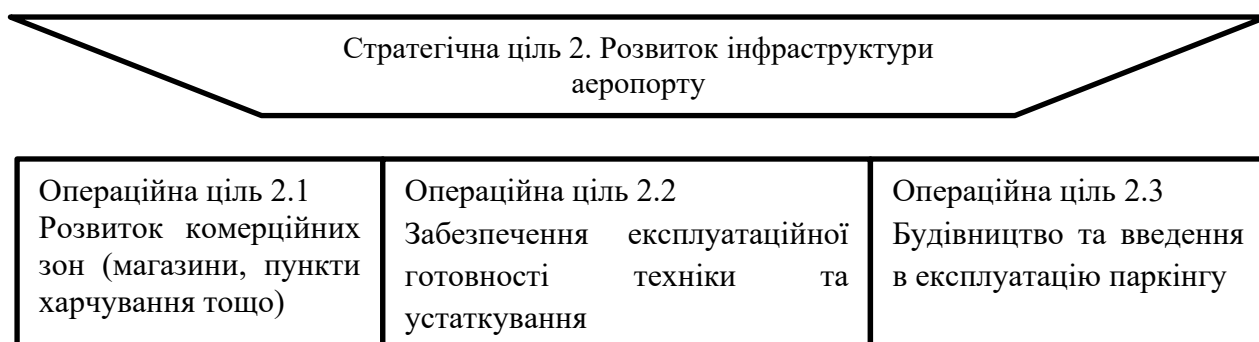 Стратегічна ціль 2. Розвиток інфраструктури
аеропорту
Операційна ціль 2.1
Розвиток комерційних
зон (магазини, пункти
харчування тощо)
Операційна ціль 2.2
Забезпечення експлуатаційної
готовності техніки та
устаткування
Операційна ціль 2.3
Будівництво та введення
в експлуатацію паркінгу